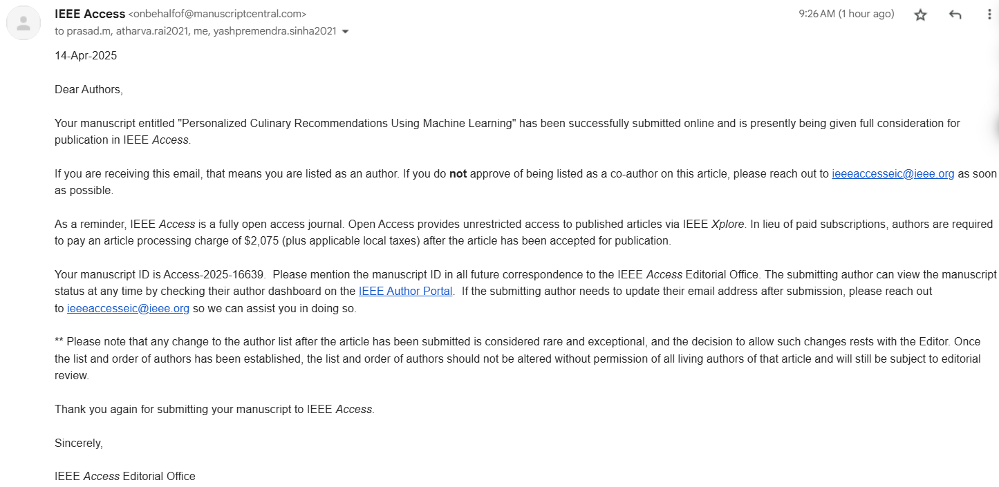 IEEE Access <onbehalfof@manuscriptcentral.com>
9:26 AM (1 hour ago)
to prasad.m, atharva.rai2021, me, yashpremendra.sinha2021
14-Apr-2025
Dear Authors,
Your manuscript entitled "Personalized Culinary Recommendations Using Machine Learning" has been successfully submitted online and is presently being given full consideration for
publication in IEEE Access.
If you are receiving this email, that means you are listed as an author. If you do not approve of being listed as a co-author on this article, please reach out to ieeeaccesseic@ieee.org as soon
as possible.
As a reminder, IEEE Access is a fully open access journal. Open Access provides unrestricted access to published articles via IEEE Xplore. In lieu of paid subscriptions, authors are required
to pay an article processing charge of $2,075 (plus applicable local taxes) after the article has been accepted for publication.
Your manuscript ID is Access-2025-16639.  Please mention the manuscript ID in all future correspondence to the IEEE Access Editorial Office. The submitting author can view the manuscript
status at any time by checking their author dashboard on the IEEE Author Portal.  If the submitting author needs to update their email address after submission, please reach out
to ieeeaccesseic@ieee.org so we can assist you in doing so.
** Please note that any change to the author list after the article has been submitted is considered rare and exceptional, and the decision to allow such changes rests with the Editor. Once
the list and order of authors has been established, the list and order of authors should not be altered without permission of all living authors of that article and will still be subject to editorial
review.
Thank you again for submitting your manuscript to IEEE Access.
Sincerely,
IEEE Access Editorial Office